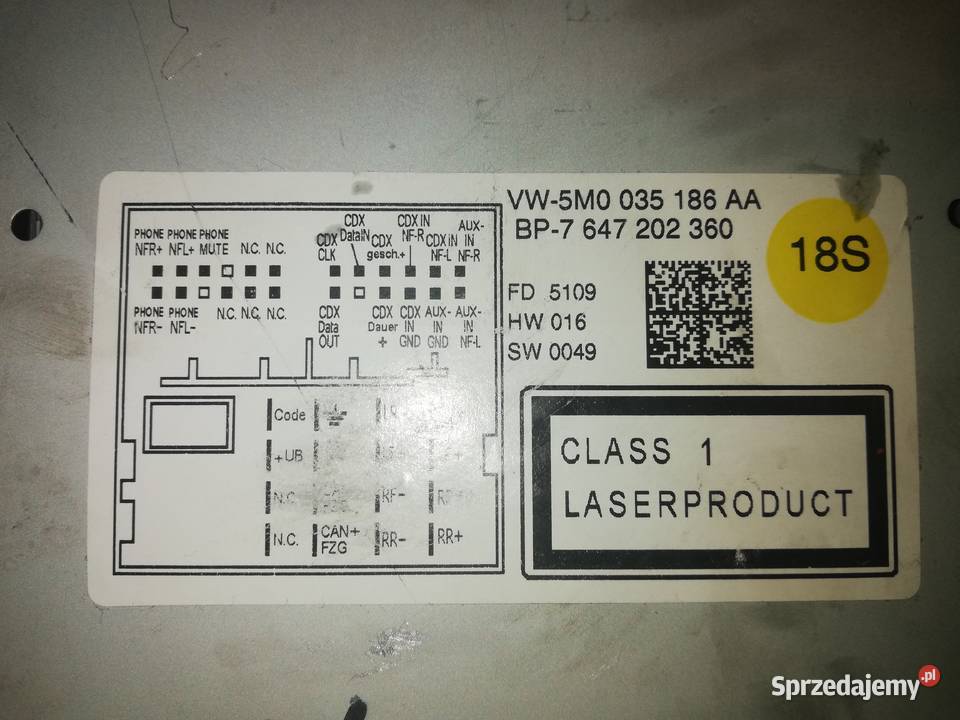 VW-5M0 035 186 AA
BP-7 647 202 360
18S
FD 5109
HW 016
SW 0049
CLASS 1
LASERPRODUCT
PHONE NFR+
PHONE NFL+
PHONE MUTE
N.C.
N.C.
CDX CLK
CDX DataIN
CDX gesch.+
CDX IN NF-R
CDX IN NF-L
AUX-IN NF-R
PHONE NFR-
PHONE NFL-
N.C.
N.C.
N.C.
CDX Data OUT
CDX Dauer +
CDX IN GND
AUX-IN GND
AUX-IN NF-L
Code
+UB
N.C.
RF-
N.C.
CAN+ FZG
RR-
RR+
Sprzedajemy.pl